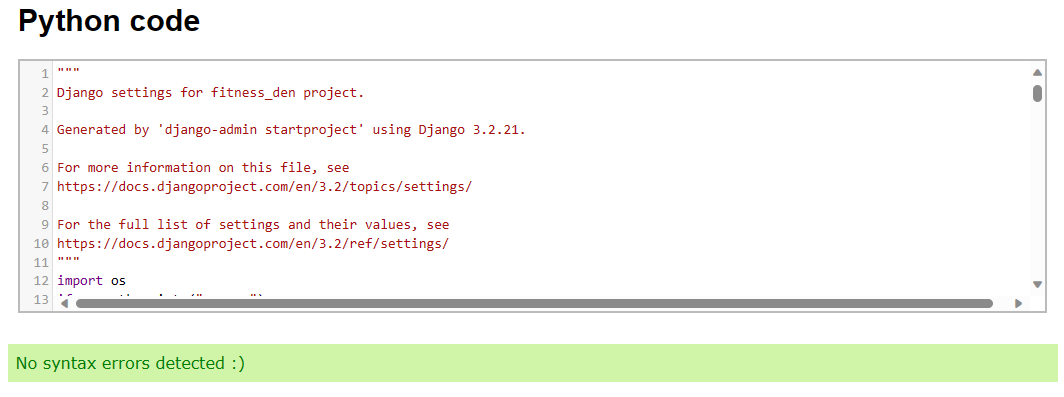 Python code
1 """
2 Django settings for fitness_den project.
3
4 Generated by 'django-admin startproject' using Django 3.2.21.
5
6 For more information on this file, see
7 https://docs.djangoproject.com/en/3.2/topics/settings/
8
9 For the full list of settings and their values, see
10 https://docs.djangoproject.com/en/3.2/ref/settings/
11 """
12 import os
13
No syntax errors detected :)